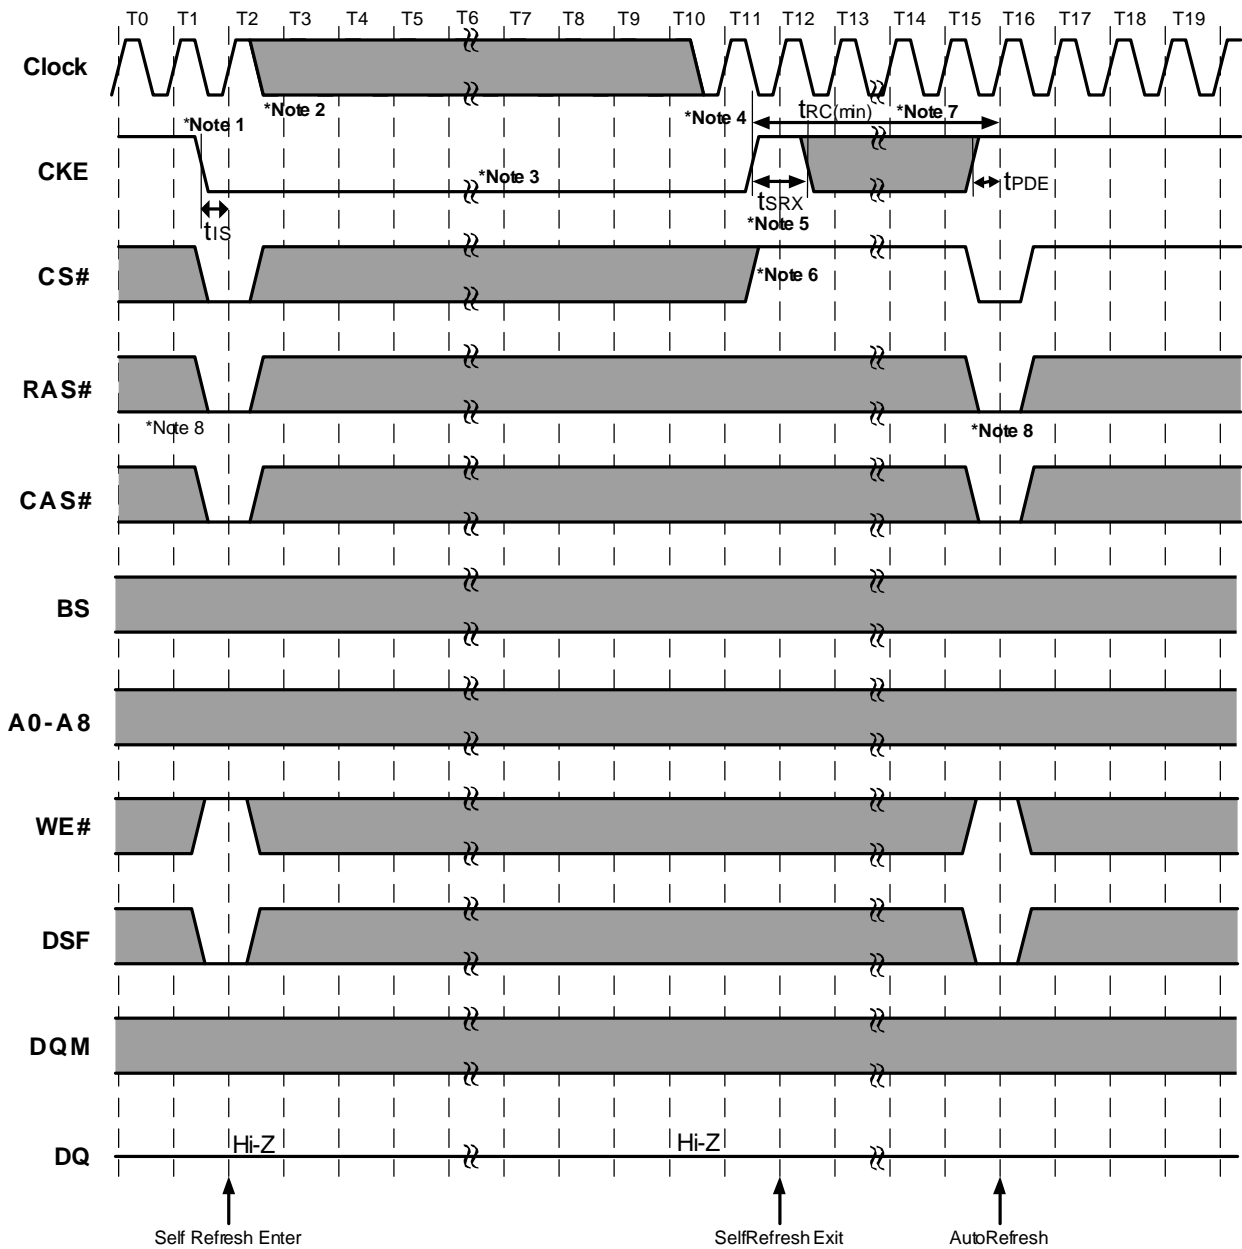 T0 T1 T2 T3 T4 T5 T6 T7 T8 T9 T10 T11 T12 T13 T14 T15 T16 T17 T18 T19
Clock
*Note 2
*Note 1
*Note 4
tRC(min)
*Note 7
CKE
*Note 3
tIS
tSRX
tPDE
*Note 5
CS#
*Note 6
RAS#
*Note 8
*Note 8
CAS#
BS
A0-A8
WE#
DSF
DQM
DQ
Hi-Z
Hi-Z
Self Refresh Enter
SelfRefresh Exit
AutoRefresh